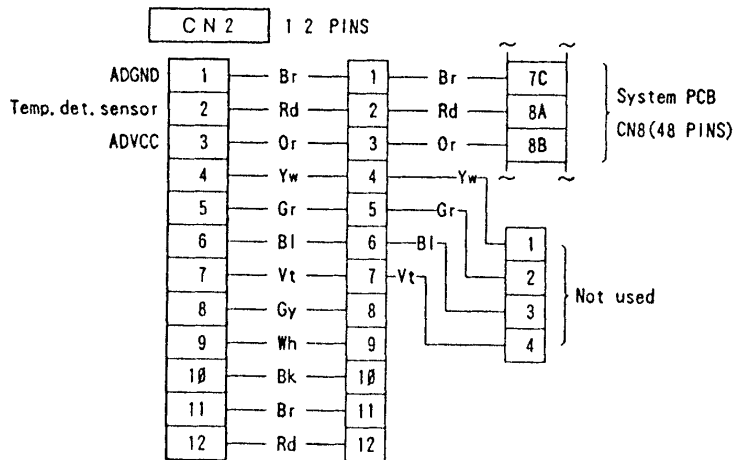 CN2 12 PINS
ADGND 1 Br 1 Br 7C
Temp.det.sensor 2 Rd 2 Rd 8A System PCB
ADVCC 3 Or 3 Or 8B CN8(48 PINS)
4 Yw 4 Yw
5 Gr 5 Gr 1
6 Bl 6 Bl 2
7 Vt 7 Vt 3 Not used
8 Gy 8 4
9 Wh 9
10 Bk 10
11 Br 11
12 Rd 12